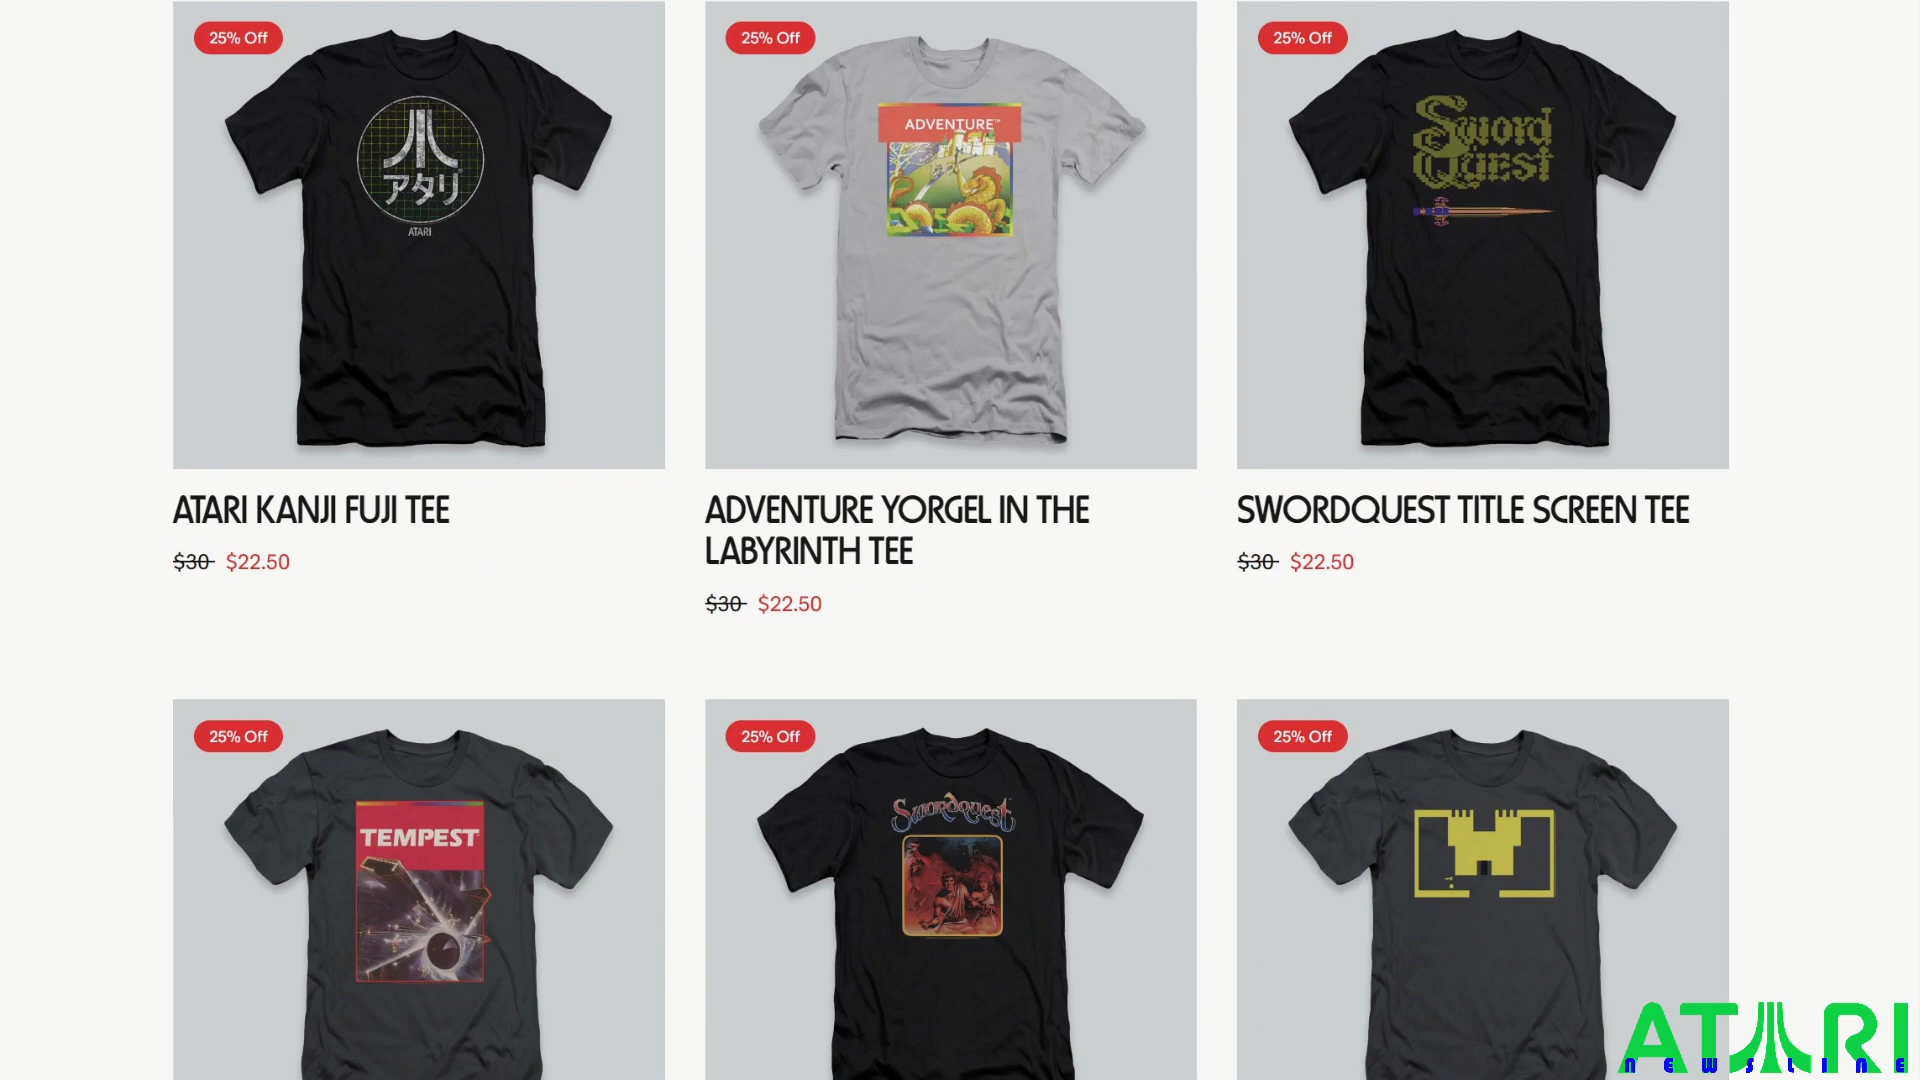 25% Off
25% Off
25% Off
アタリ
ATARI
ADVENTURE™
Sword
Quest
ATARI KANJI FUJI TEE
ADVENTURE YORGEL IN THE
LABYRINTH TEE
SWORDQUEST TITLE SCREEN TEE
$30 $22.50
$30 $22.50
$30 $22.50
25% Off
25% Off
25% Off
TEMPEST
Swordquest
ATARI
NEWSLINE